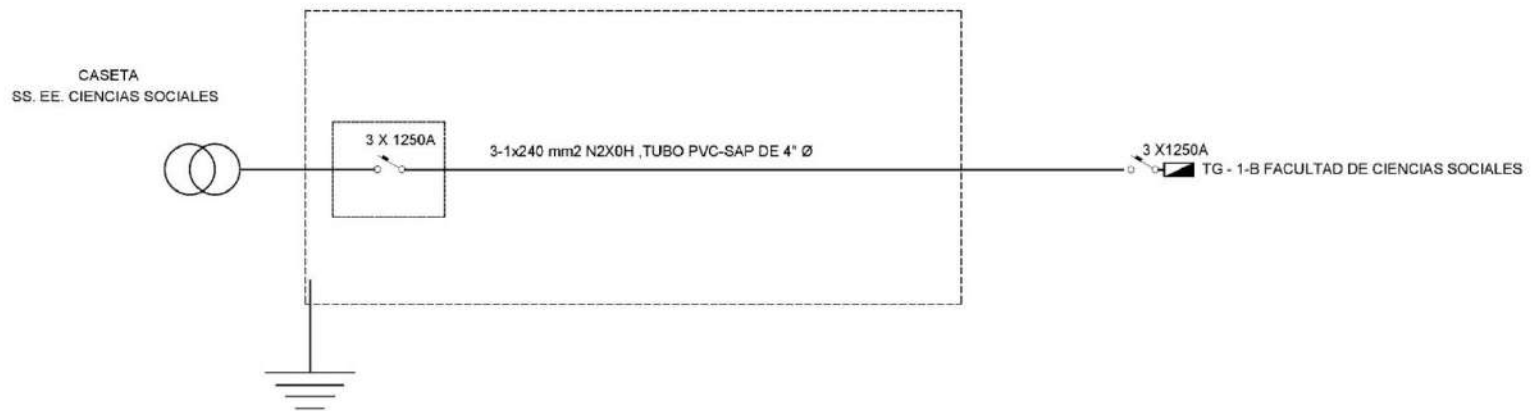 CASETA
SS. EE. CIENCIAS SOCIALES
3 X 1250A
3-1x240 mm2 N2X0H ,TUBO PVC-SAP DE 4" Ø
3 X1250A
TG - 1-B FACULTAD DE CIENCIAS SOCIALES